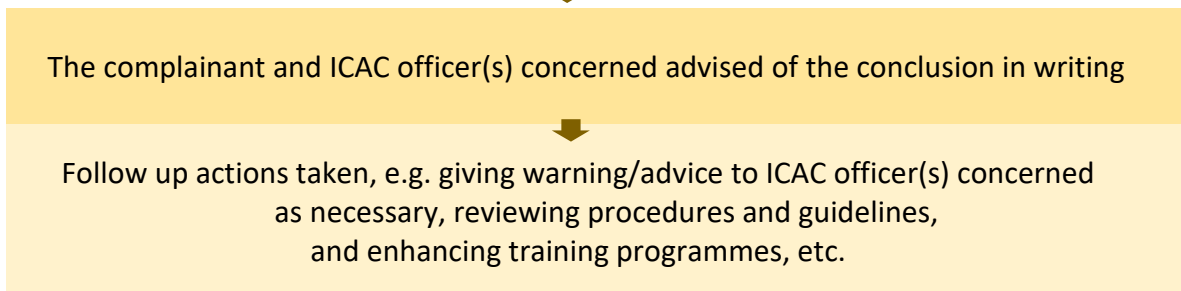 The complainant and ICAC officer(s) concerned advised of the conclusion in writing
Follow up actions taken, e.g. giving warning/advice to ICAC officer(s) concerned
as necessary, reviewing procedures and guidelines,
and enhancing training programmes, etc.